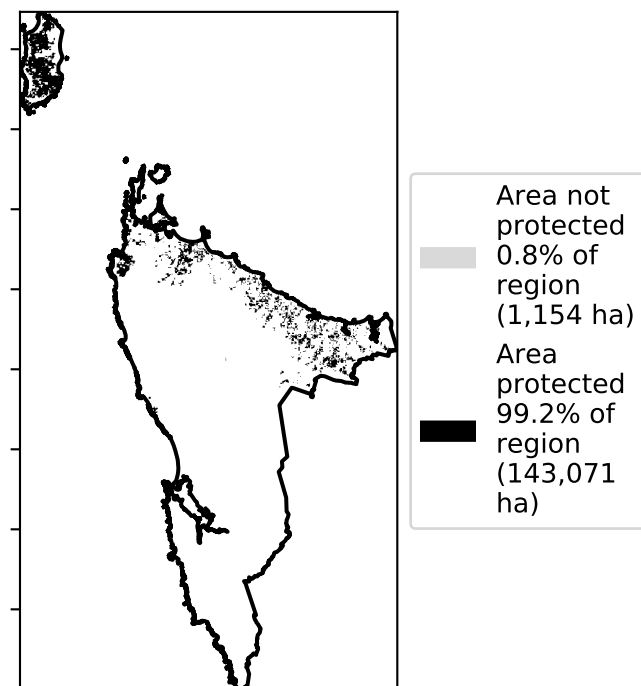 Area not
protected
0.8% of
region
(1,154 ha)
Area
protected
99.2% of
region
(143,071
ha)